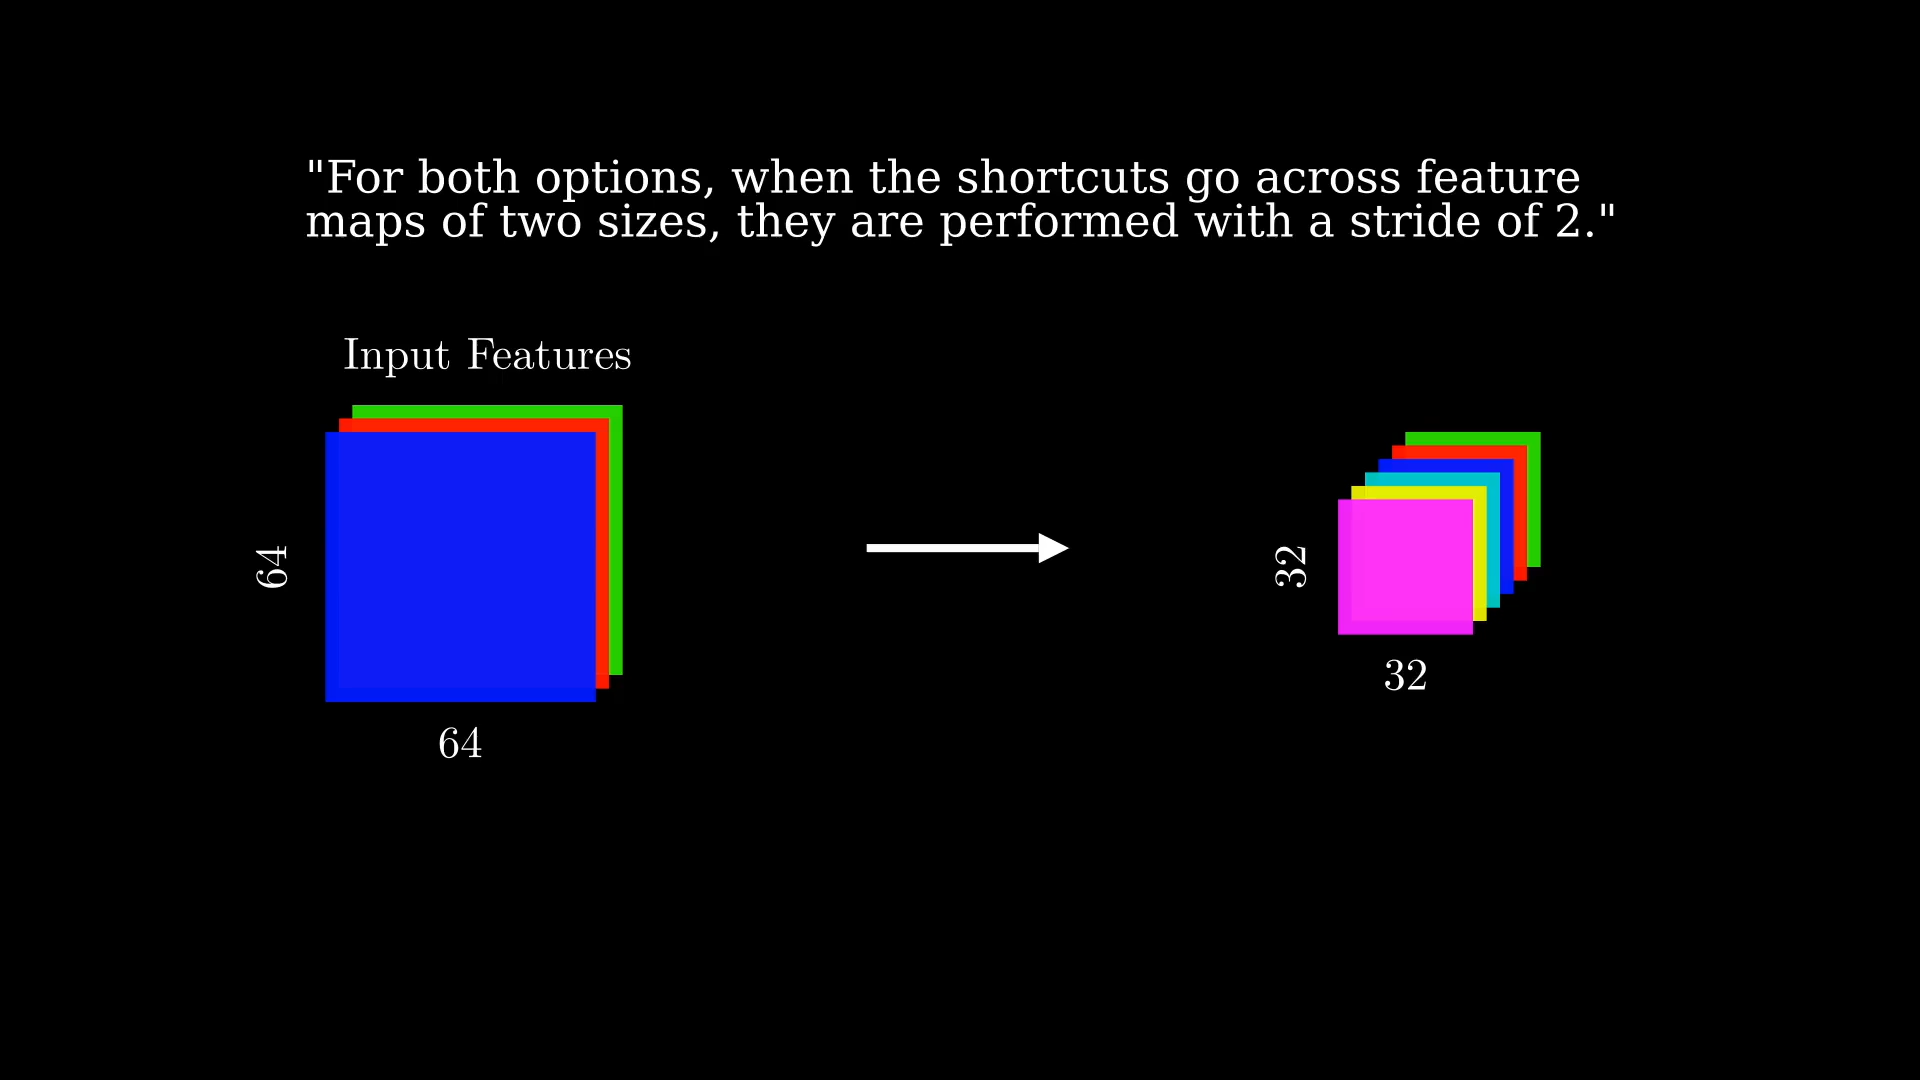 "For both options, when the shortcuts go across feature
maps of two sizes, they are performed with a stride of 2."
Input Features
64
64
32
32